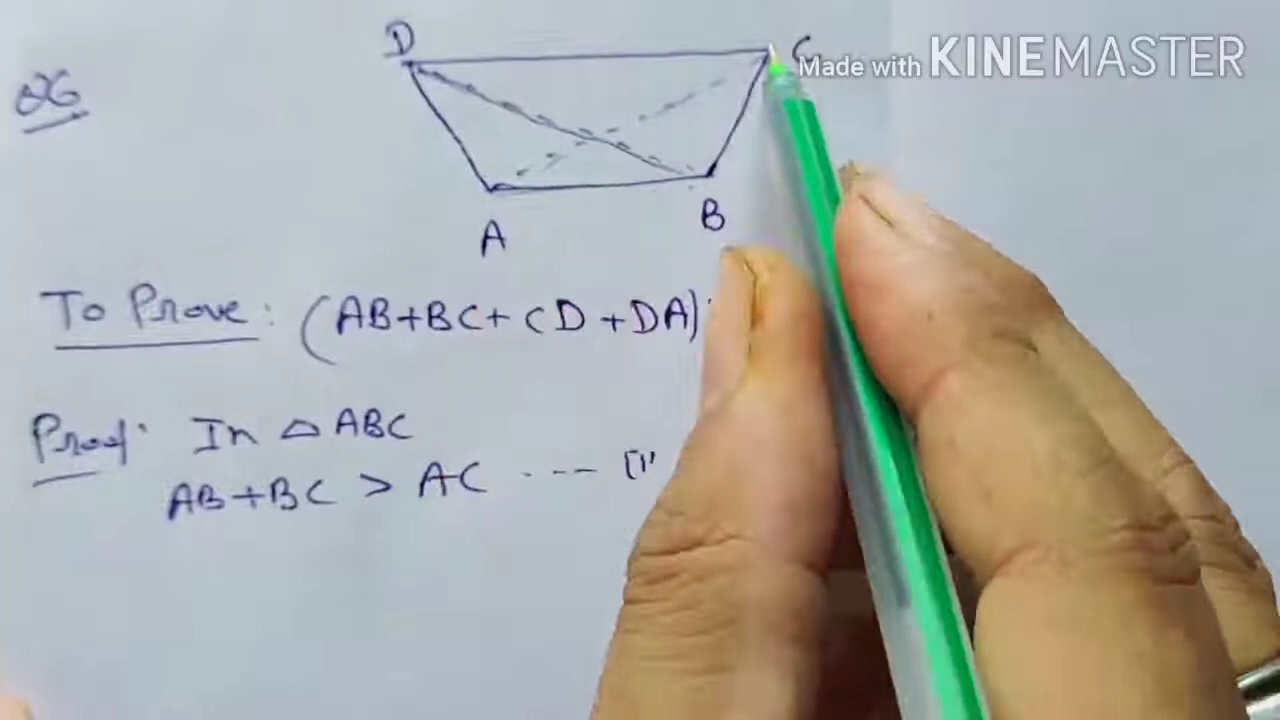 D
C
Made with KINEMASTER
Q6
A
B
To Prove: (AB+BC+CD+DA)
Proof: In △ABC
AB+BC > AC ---- (1